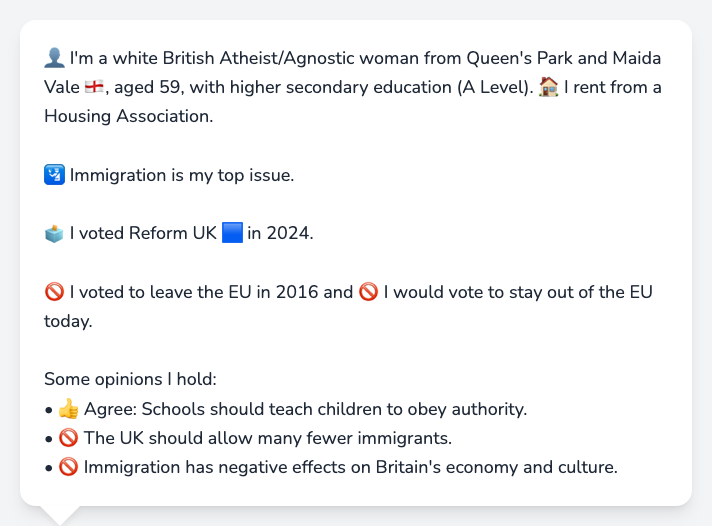 👤 I'm a white British Atheist/Agnostic woman from Queen's Park and Maida
Vale 🏴󠁧󠁢󠁥󠁮󠁧󠁿, aged 59, with higher secondary education (A Level). 🏠 I rent from a
Housing Association.
🛂 Immigration is my top issue.
🗳️ I voted Reform UK 🟦 in 2024.
🚫 I voted to leave the EU in 2016 and 🚫 I would vote to stay out of the EU
today.
Some opinions I hold:
• 👍 Agree: Schools should teach children to obey authority.
• 🚫 The UK should allow many fewer immigrants.
• 🚫 Immigration has negative effects on Britain's economy and culture.